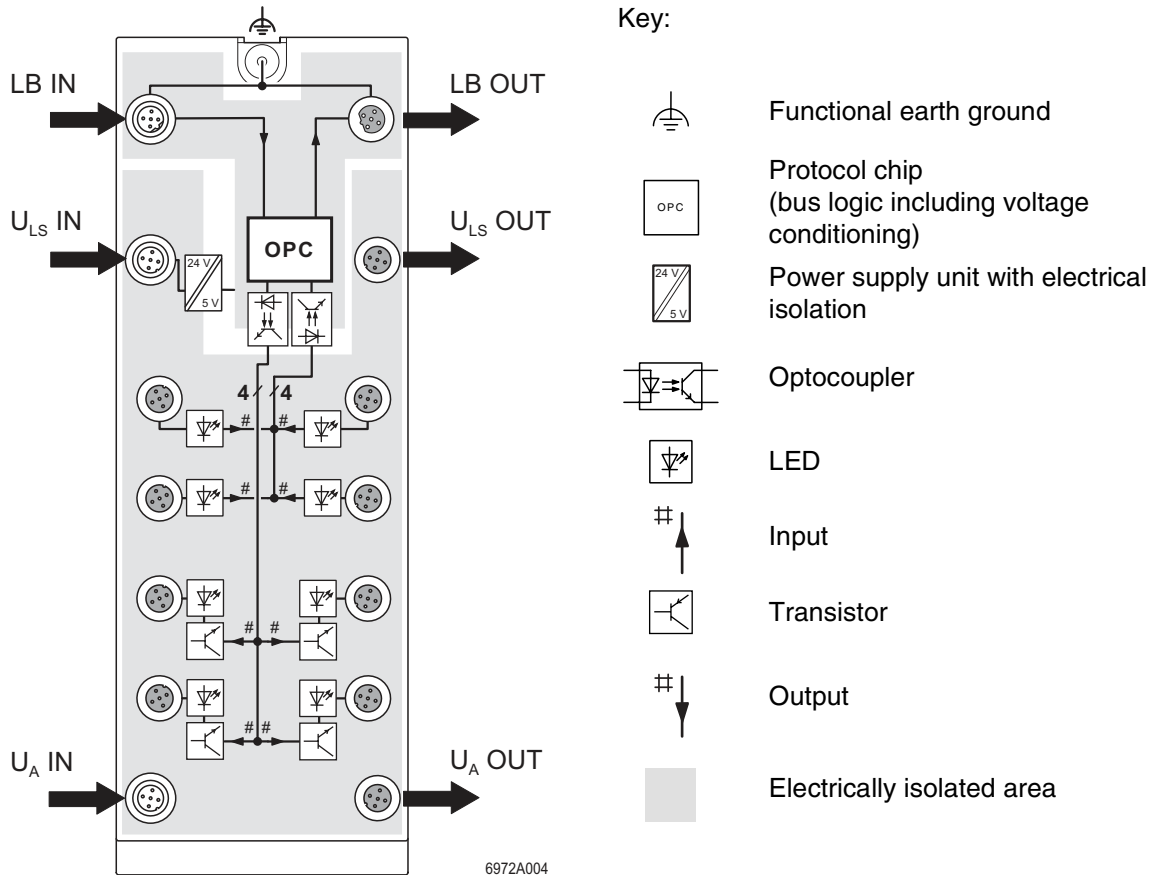 Key:
LB IN
LB OUT
Functional earth ground
Protocol chip
(bus logic including voltage
conditioning)
OPC
U_LS IN
U_LS OUT
OPC
24 V
5 V
24 V
5 V
Power supply unit with electrical
isolation
Optocoupler
4 4
# #
LED
# #
#
Input
Transistor
# #
#
Output
# #
U_A IN
U_A OUT
Electrically isolated area
6972A004